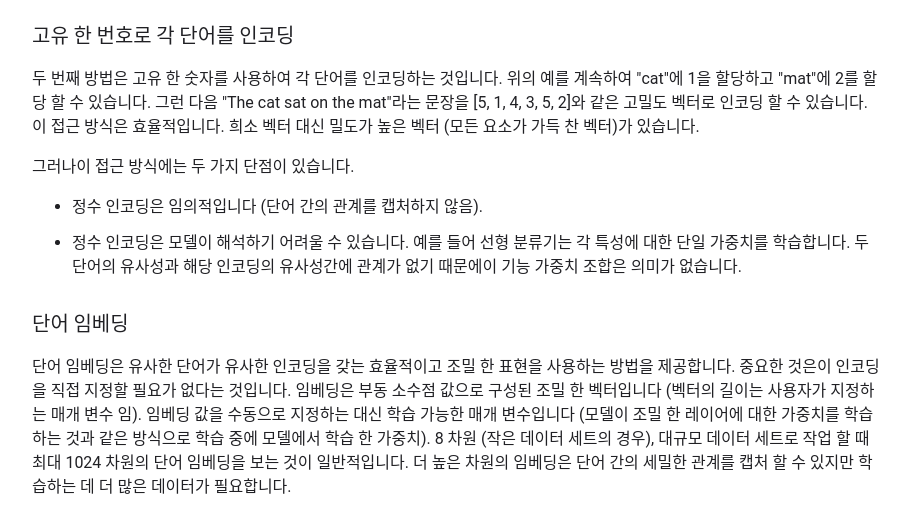 고유 한 번호로 각 단어를 인코딩
두 번째 방법은 고유 한 숫자를 사용하여 각 단어를 인코딩하는 것입니다. 위의 예를 계속하여 "cat"에 1을 할당하고 "mat"에 2를 할
당 할 수 있습니다. 그런 다음 "The cat sat on the mat"라는 문장을 [5, 1, 4, 3, 5, 2]와 같은 고밀도 벡터로 인코딩 할 수 있습니다.
이 접근 방식은 효율적입니다. 희소 벡터 대신 밀도가 높은 벡터 (모든 요소가 가득 찬 벡터)가 있습니다.
그러나이 접근 방식에는 두 가지 단점이 있습니다.
• 정수 인코딩은 임의적입니다 (단어 간의 관계를 캡처하지 않음).
• 정수 인코딩은 모델이 해석하기 어려울 수 있습니다. 예를 들어 선형 분류기는 각 특성에 대한 단일 가중치를 학습합니다. 두
단어의 유사성과 해당 인코딩의 유사성간에 관계가 없기 때문에이 기능 가중치 조합은 의미가 없습니다.
단어 임베딩
단어 임베딩은 유사한 단어가 유사한 인코딩을 갖는 효율적이고 조밀 한 표현을 사용하는 방법을 제공합니다. 중요한 것은이 인코딩
을 직접 지정할 필요가 없다는 것입니다. 임베딩은 부동 소수점 값으로 구성된 조밀 한 벡터입니다 (벡터의 길이는 사용자가 지정하
는 매개 변수 임). 임베딩 값을 수동으로 지정하는 대신 학습 가능한 매개 변수입니다 (모델이 조밀 한 레이어에 대한 가중치를 학습
하는 것과 같은 방식으로 학습 중에 모델에서 학습 한 가중치). 8 차원 (작은 데이터 세트의 경우), 대규모 데이터 세트로 작업 할 때
최대 1024 차원의 단어 임베딩을 보는 것이 일반적입니다. 더 높은 차원의 임베딩은 단어 간의 세밀한 관계를 캡처 할 수 있지만 학
습하는 데 더 많은 데이터가 필요합니다.